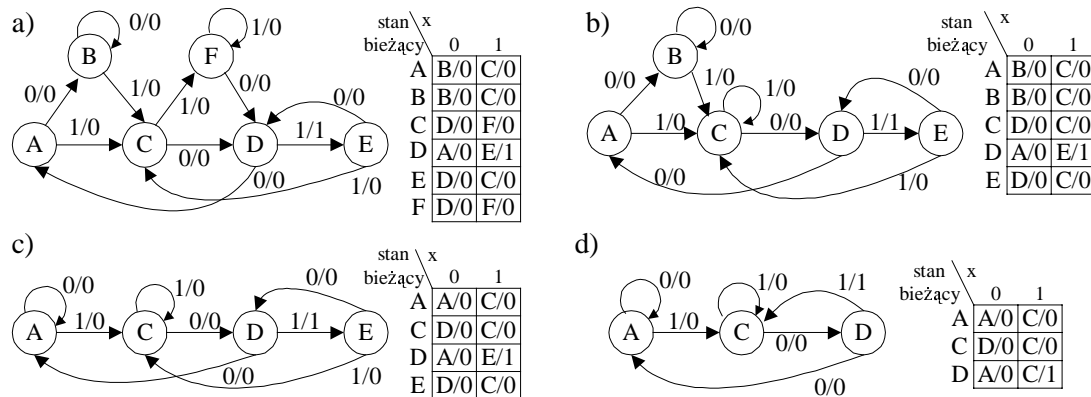 a)
0/0
1/0
stan x
bieżący 0 1
B
F
0/0
1/0
1/0
0/0
0/0
1/0
1/1
A
C
D
E
0/0
0/0
1/0
A B/0 C/0
B B/0 C/0
C D/0 F/0
D A/0 E/1
E D/0 C/0
F D/0 F/0
b)
0/0
stan x
bieżący 0 1
B
0/0
1/0
1/0
0/0
1/0
0/0
1/1
A
C
D
E
0/0
1/0
A B/0 C/0
B B/0 C/0
C D/0 C/0
D A/0 E/1
E D/0 C/0
c)
0/0
1/0
0/0
stan x
bieżący 0 1
A
1/0
C
0/0
D
1/1
E
0/0
1/0
A A/0 C/0
C D/0 C/0
D A/0 E/1
E D/0 C/0
d)
0/0
1/0
1/1
stan x
bieżący 0 1
A
1/0
C
0/0
D
0/0
A A/0 C/0
C D/0 C/0
D A/0 C/1